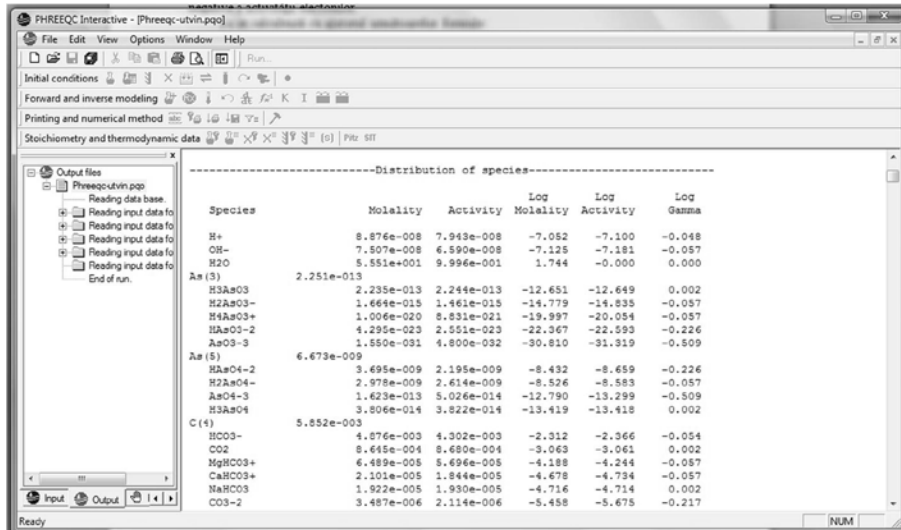 negative a activității electonilor
PHREEQC Interactive - [Phreeqc-utvin.pqo]
File Edit View Options Window Help
Run...
Initial conditions
Forward and inverse modeling K I
Printing and numerical method abc
Stoichiometry and thermodynamic data Pitz SIT
Output files
Phreeqc-utvin.pqo
Reading data base.
Reading input data fo
Reading input data fo
Reading input data fo
Reading input data fo
Reading input data fo
End of run.
-----------------------------Distribution of species-----------------------------
Log Log Log
Species Molality Activity Molality Activity Gamma
H+ 8.876e-008 7.943e-008 -7.052 -7.100 -0.048
OH- 7.507e-008 6.590e-008 -7.125 -7.181 -0.057
H2O 5.551e+001 9.996e-001 1.744 -0.000 0.000
As(3) 2.251e-013
H3AsO3 2.235e-013 2.244e-013 -12.651 -12.649 0.002
H2AsO3- 1.664e-015 1.461e-015 -14.779 -14.835 -0.057
H4AsO3+ 1.006e-020 8.831e-021 -19.997 -20.054 -0.057
HAsO3-2 4.295e-023 2.551e-023 -22.367 -22.593 -0.226
AsO3-3 1.550e-031 4.800e-032 -30.810 -31.319 -0.509
As(5) 6.673e-009
HAsO4-2 3.695e-009 2.195e-009 -8.432 -8.659 -0.226
H2AsO4- 2.978e-009 2.614e-009 -8.526 -8.583 -0.057
AsO4-3 1.623e-013 5.026e-014 -12.790 -13.299 -0.509
H3AsO4 3.806e-014 3.822e-014 -13.419 -13.418 0.002
C(4) 5.852e-003
HCO3- 4.876e-003 4.302e-003 -2.312 -2.366 -0.054
CO2 8.645e-004 8.680e-004 -3.063 -3.061 0.002
MgHCO3+ 6.489e-005 5.696e-005 -4.188 -4.244 -0.057
CaHCO3+ 2.101e-005 1.844e-005 -4.678 -4.734 -0.057
NaHCO3 1.922e-005 1.930e-005 -4.716 -4.714 0.002
CO3-2 3.487e-006 2.114e-006 -5.458 -5.675 -0.217
Input Output
Ready NUM